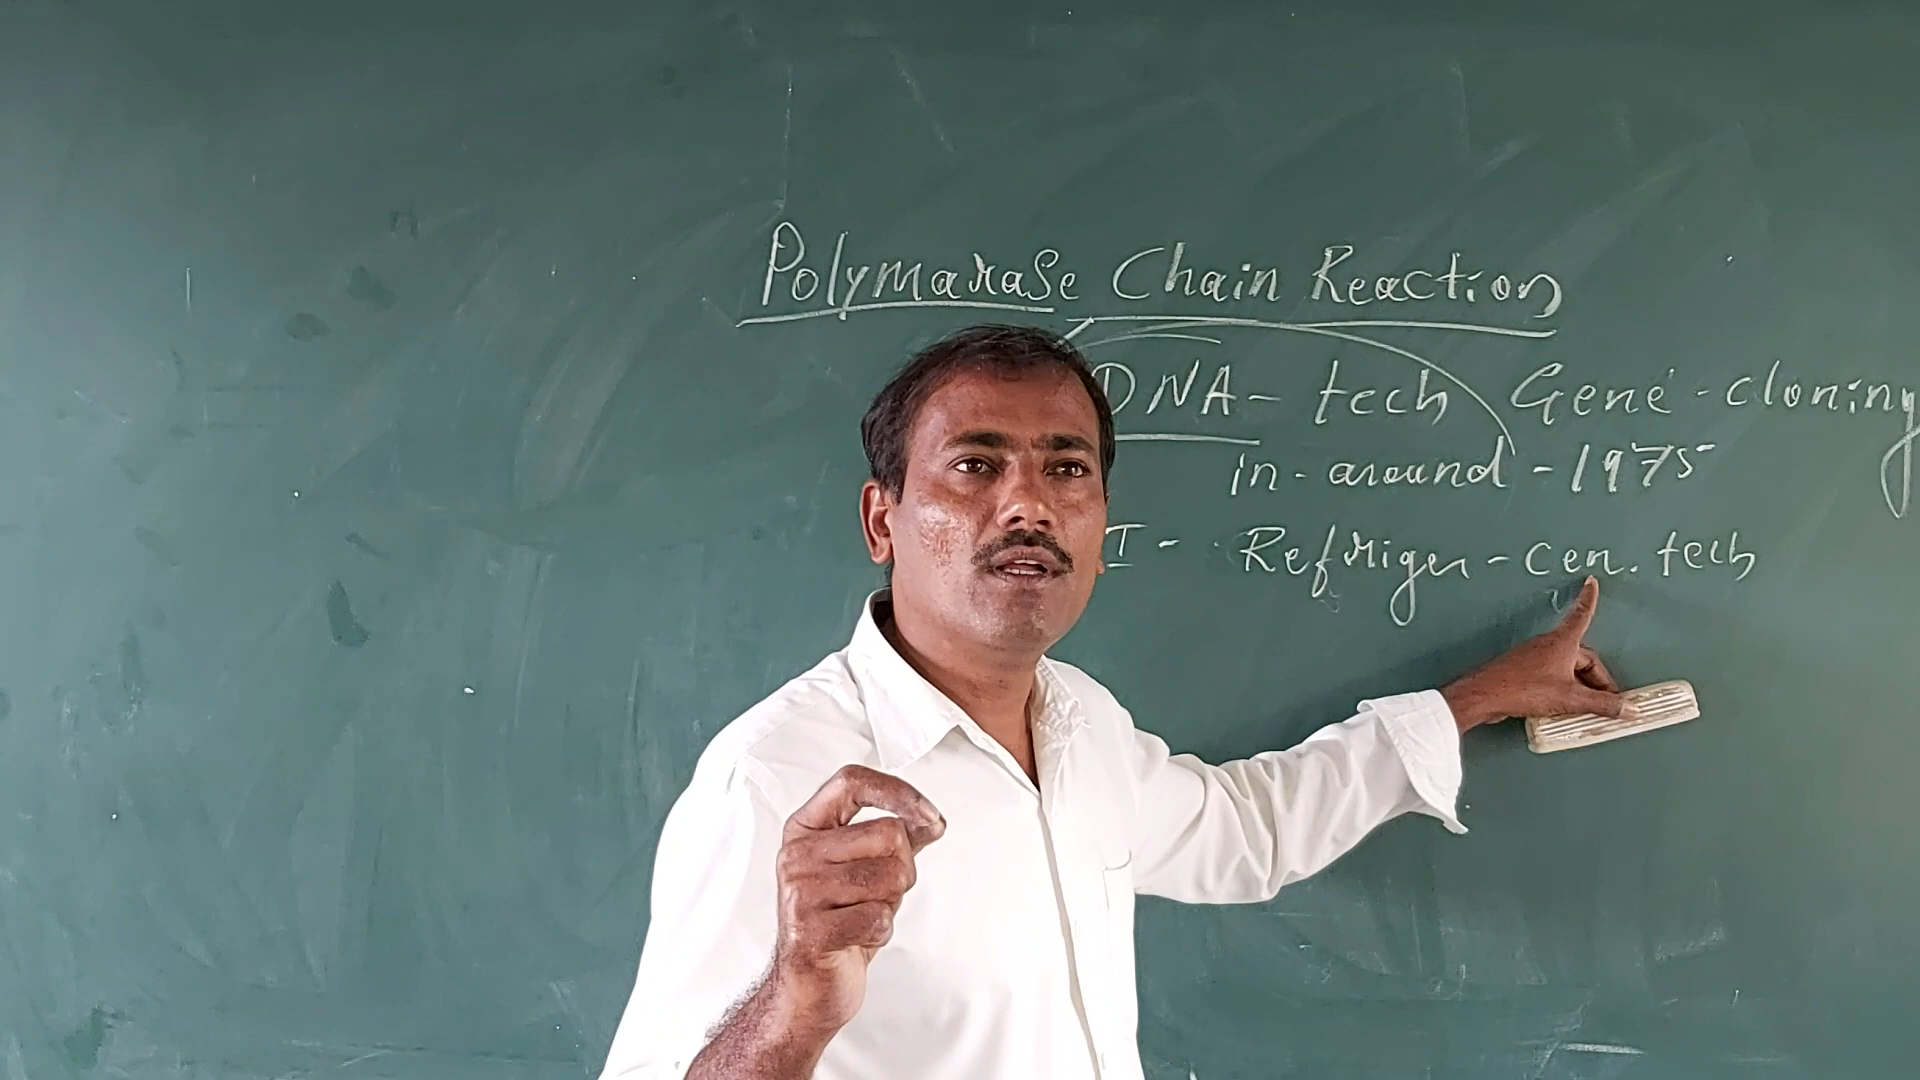 Polymarase Chain Reaction
DNA - tech Gene - cloning
in - around - 1975
I - Refriger - Cen. tech